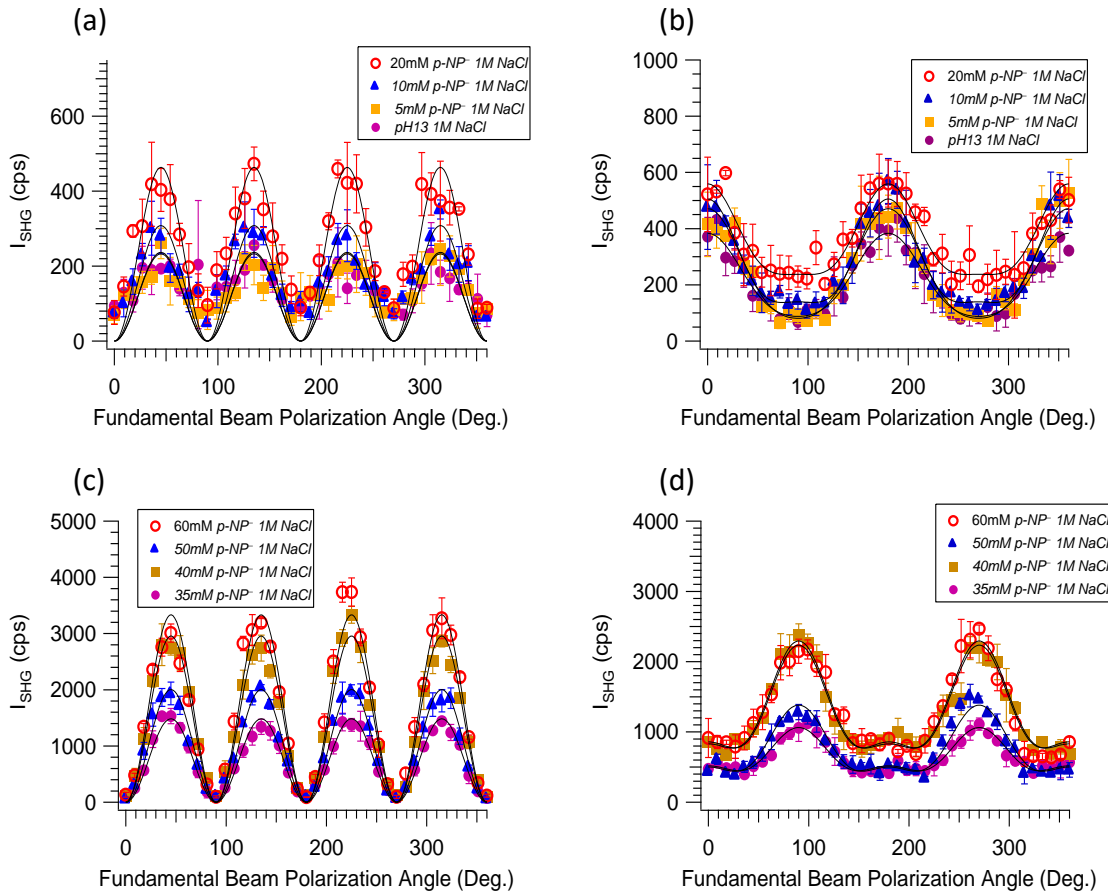 (a)
20mM p-NP⁻ 1M NaCl
10mM p-NP⁻ 1M NaCl
5mM p-NP⁻ 1M NaCl
pH13 1M NaCl
I_SHG (cps)
600
400
200
0
0 100 200 300
Fundamental Beam Polarization Angle (Deg.)
(b)
20mM p-NP⁻ 1M NaCl
10mM p-NP⁻ 1M NaCl
5mM p-NP⁻ 1M NaCl
pH13 1M NaCl
I_SHG (cps)
1000
800
600
400
200
0
0 100 200 300
Fundamental Beam Polarization Angle (Deg.)
(c)
60mM p-NP⁻ 1M NaCl
50mM p-NP⁻ 1M NaCl
40mM p-NP⁻ 1M NaCl
35mM p-NP⁻ 1M NaCl
I_SHG (cps)
5000
4000
3000
2000
1000
0
0 100 200 300
Fundamental Beam Polarization Angle (Deg.)
(d)
60mM p-NP⁻ 1M NaCl
50mM p-NP⁻ 1M NaCl
40mM p-NP⁻ 1M NaCl
35mM p-NP⁻ 1M NaCl
I_SHG (cps)
4000
3000
2000
1000
0
0 100 200 300
Fundamental Beam Polarization Angle (Deg.)